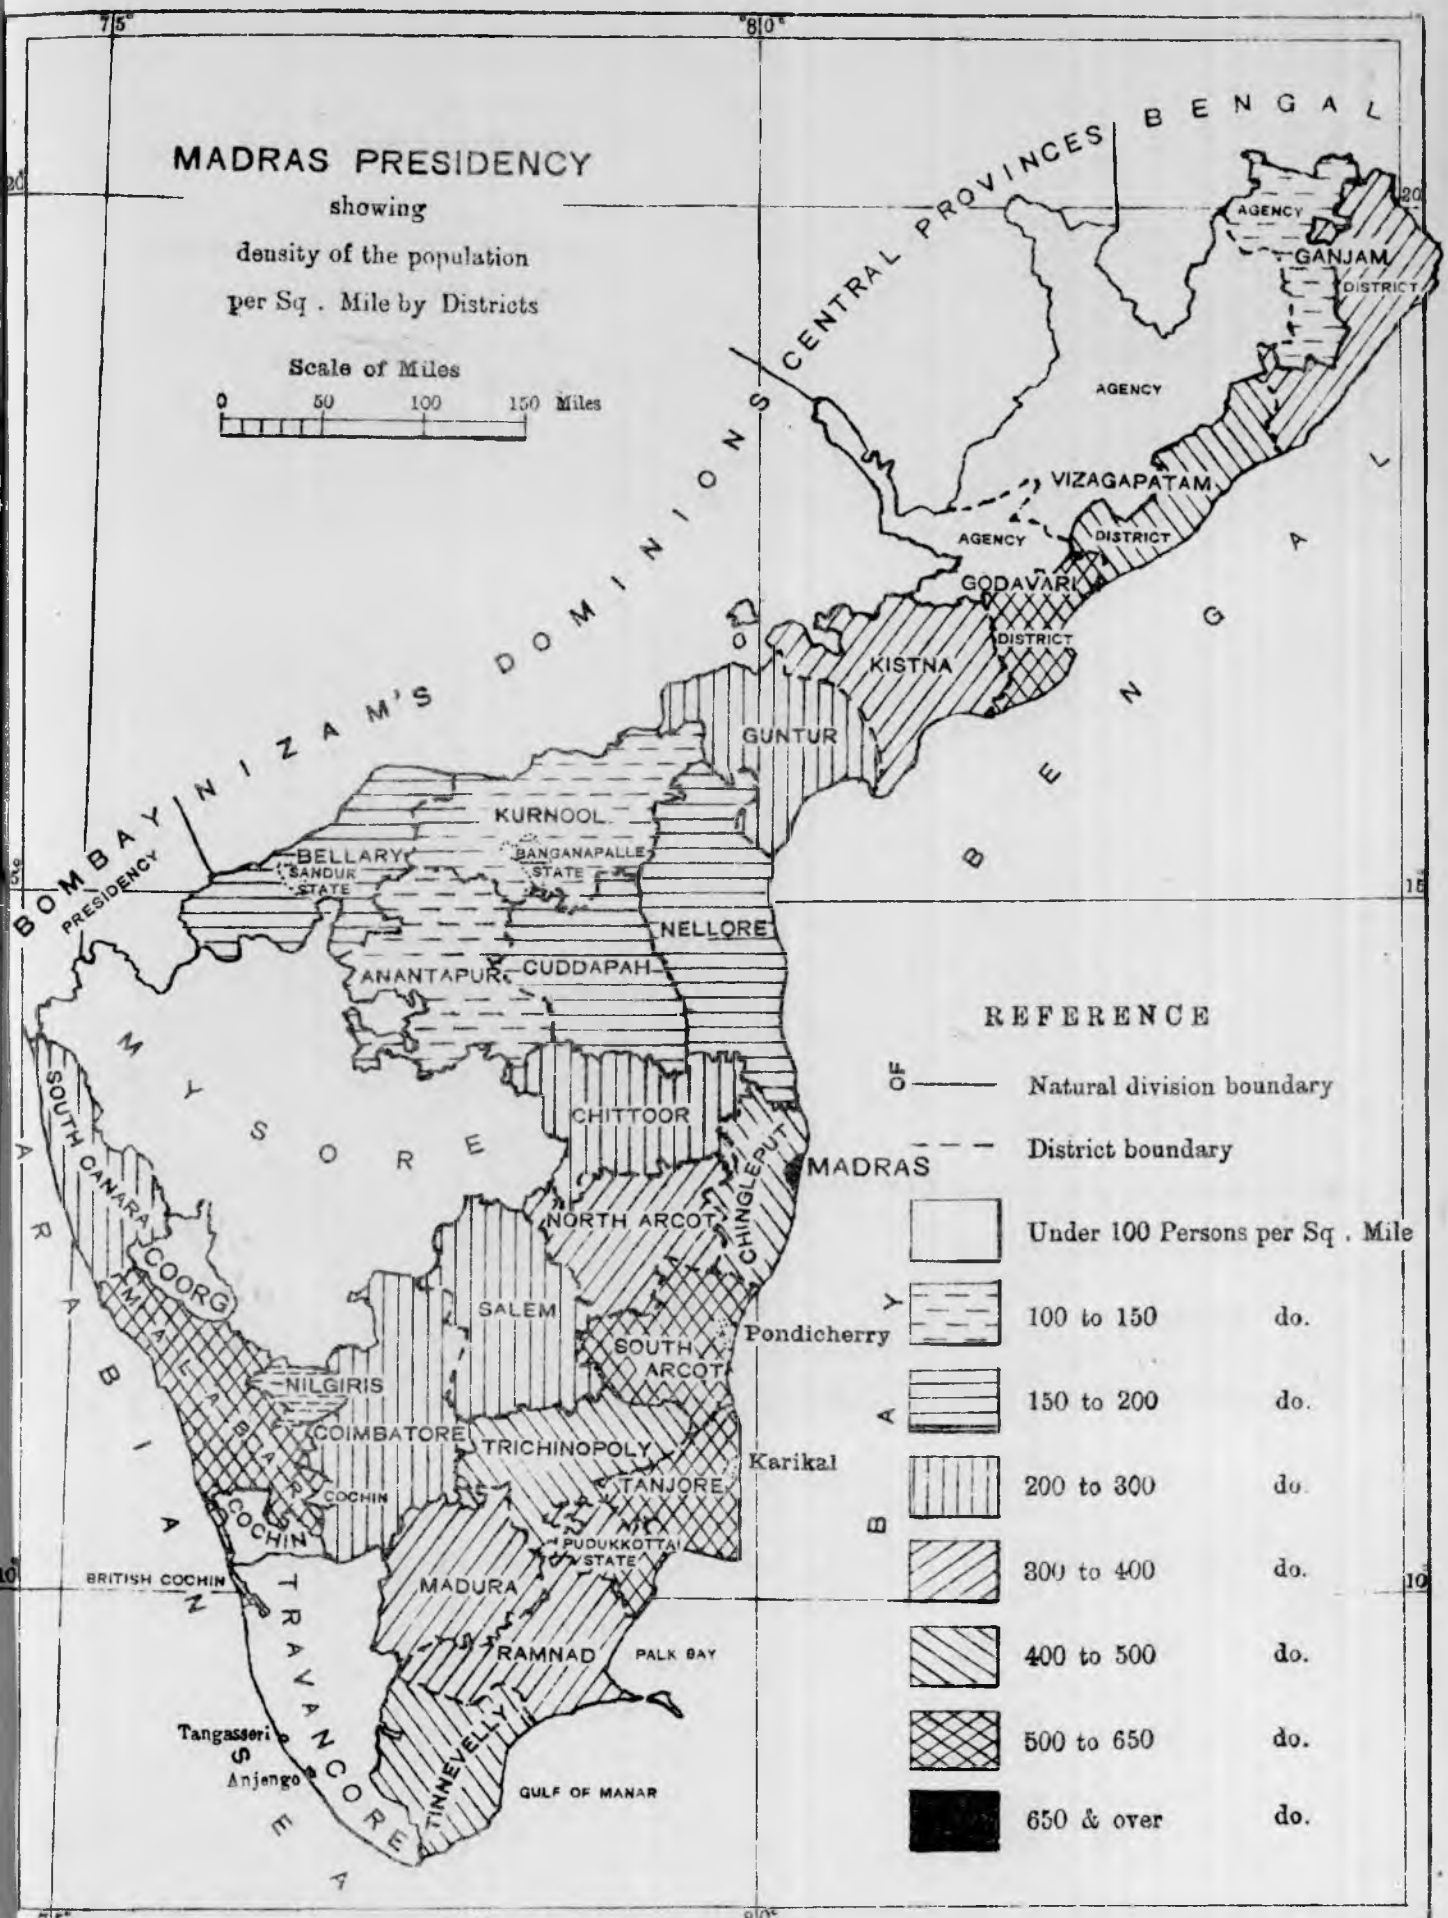 75°
80°
BENGAL
CENTRAL PROVINCES
MADRAS PRESIDENCY
showing
density of the population
per Sq . Mile by Districts
Scale of Miles
0 50 100 150 Miles
20
20
AGENCY
GANJAM
DISTRICT
AGENCY
VIZAGAPATAM
DISTRICT
AGENCY
GODAVARI
DISTRICT
NIZAM'S DOMINIONS
KISTNA
GUNTUR
BAY OF BENGAL
BOMBAY
PRESIDENCY
KURNOOL
BELLARY
SANDUR
STATE
BANGANAPALLE
STATE
15
NELLORE
ANANTAPUR
CUDDAPAH
MYSORE
SOUTH CANARA
CHITTOOR
CHINGLEPUT
MADRAS
NORTH ARCOT
COORG
SALEM
MALABAR
Pondicherry
SOUTH
ARCOT
NILGIRIS
COIMBATORE
TRICHINOPOLY
Karikal
TANJORE
COCHIN
COCHIN
PUDUKKOTTAI
STATE
10°
10
BRITISH COCHIN
MADURA
RAMNAD
PALK BAY
TRAVANCORE
Tangasseri
Anjengo
TINNEVELLY
GULF OF MANAR
ARABIAN SEA
80°
REFERENCE
Natural division boundary
District boundary
Under 100 Persons per Sq . Mile
100 to 150 do.
150 to 200 do.
200 to 300 do.
300 to 400 do.
400 to 500 do.
500 to 650 do.
650 & over do.